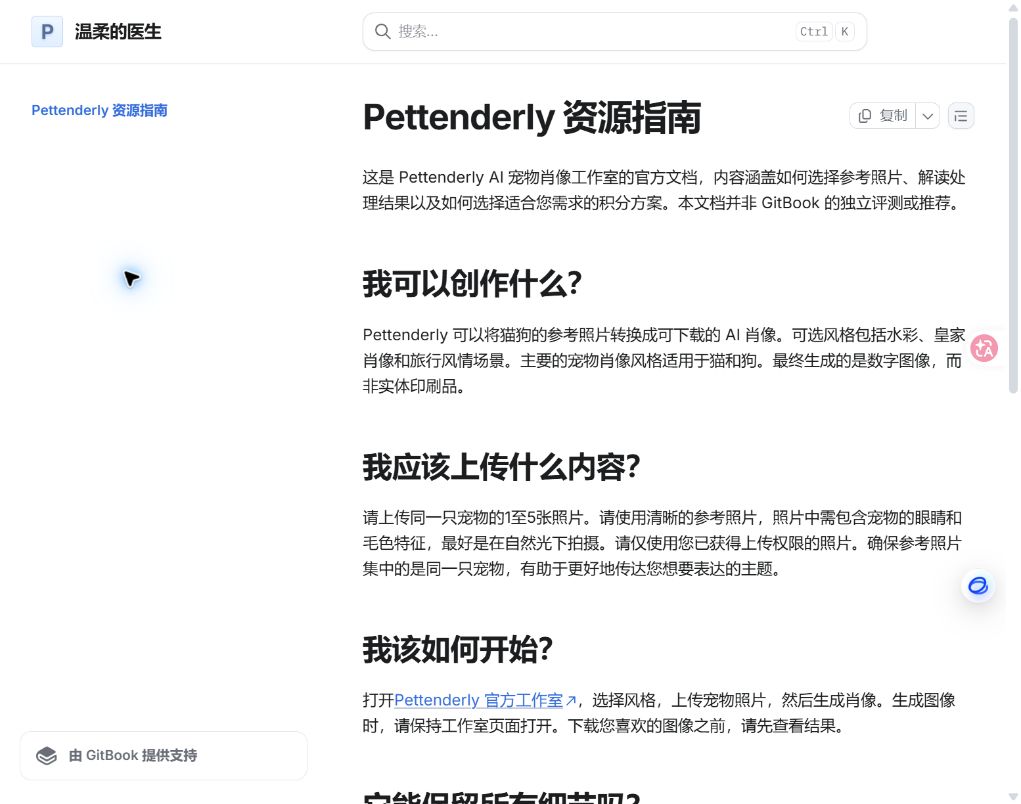 P 温柔的医生
搜索...
Ctrl K
Pettenderly 资源指南
Pettenderly 资源指南
复制
这是 Pettenderly AI 宠物肖像工作室的官方文档，内容涵盖如何选择参考照片、解读处
理结果以及如何选择适合您需求的积分方案。本文档并非 GitBook 的独立评测或推荐。
我可以创作什么？
Pettenderly 可以将猫狗的参考照片转换成可下载的 AI 肖像。可选风格包括水彩、皇家
肖像和旅行风情场景。主要的宠物肖像风格适用于猫和狗。最终生成的是数字图像，而
非实体印刷品。
我应该上传什么内容？
请上传同一只宠物的1至5张照片。请使用清晰的参考照片，照片中需包含宠物的眼睛和
毛色特征，最好是在自然光下拍摄。请仅使用您已获得上传权限的照片。确保参考照片
集中的是同一只宠物，有助于更好地传达您想要表达的主题。
我该如何开始？
打开Pettenderly 官方工作室↗，选择风格，上传宠物照片，然后生成肖像。生成图像
时，请保持工作室页面打开。下载您喜欢的图像之前，请先查看结果。
由 GitBook 提供支持
它能保留所有细节吗？